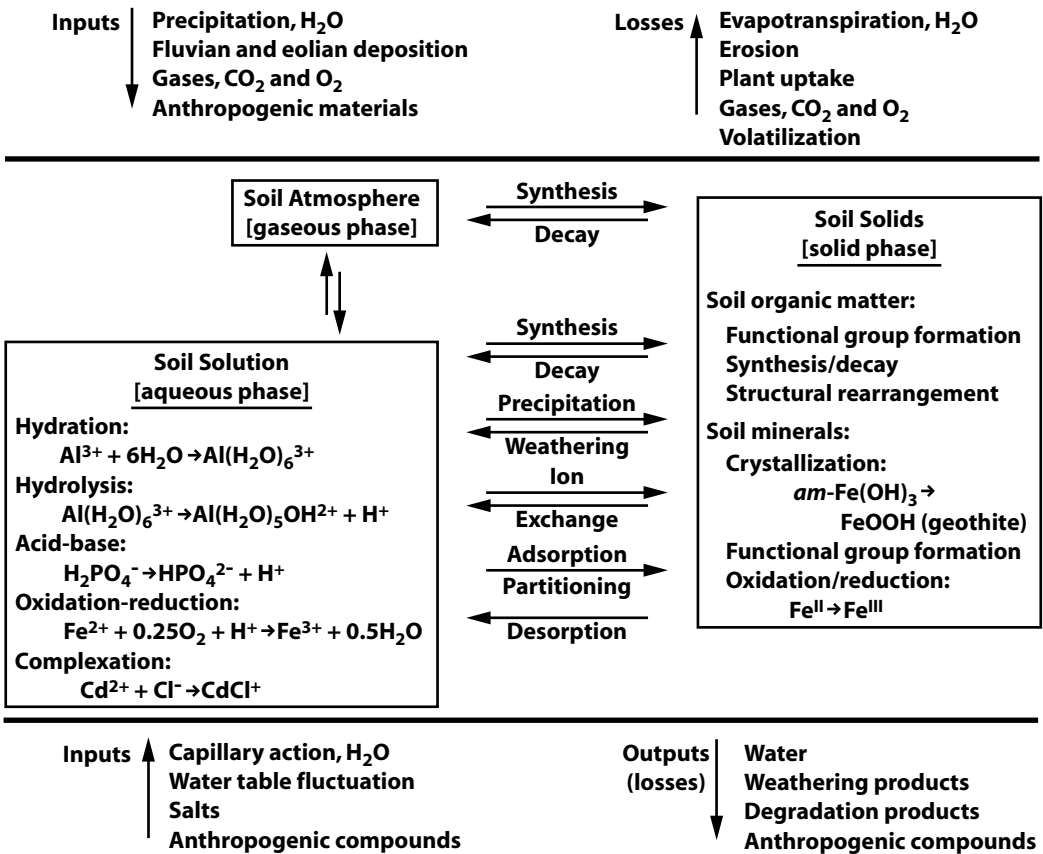 Inputs
Precipitation, H₂O
Fluvian and eolian deposition
Gases, CO₂ and O₂
Anthropogenic materials
Losses
Evapotranspiration, H₂O
Erosion
Plant uptake
Gases, CO₂ and O₂
Volatilization
Soil Atmosphere
[gaseous phase]
Synthesis
Decay
Soil Solution
[aqueous phase]
Hydration:
Al³⁺ + 6H₂O →Al(H₂O)₆³⁺
Hydrolysis:
Al(H₂O)₆³⁺ →Al(H₂O)₅OH²⁺ + H⁺
Acid-base:
H₂PO₄⁻ →HPO₄²⁻ + H⁺
Oxidation-reduction:
Fe²⁺ + 0.25O₂ + H⁺→Fe³⁺ + 0.5H₂O
Complexation:
Cd²⁺ + Cl⁻ →CdCl⁺
Synthesis
Decay
Precipitation
Weathering
Ion
Exchange
Adsorption
Partitioning
Desorption
Soil Solids
[solid phase]
Soil organic matter:
Functional group formation
Synthesis/decay
Structural rearrangement
Soil minerals:
Crystallization:
am-Fe(OH)₃ →
FeOOH (geothite)
Functional group formation
Oxidation/reduction:
Feᴵᴵ→Feᴵᴵᴵ
Inputs
Capillary action, H₂O
Water table fluctuation
Salts
Anthropogenic compounds
Outputs
(losses)
Water
Weathering products
Degradation products
Anthropogenic compounds